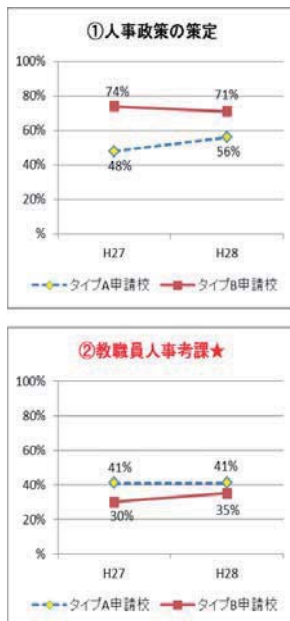 ①人事政策の策定
100%
80%
60%
40%
20%
%
74%
71%
48%
56%
H27
H28
タイプA申請校
タイプB申請校
②教職員人事考課★
100%
80%
60%
40%
20%
%
41%
41%
30%
35%
H27
H28
タイプA申請校
タイプB申請校